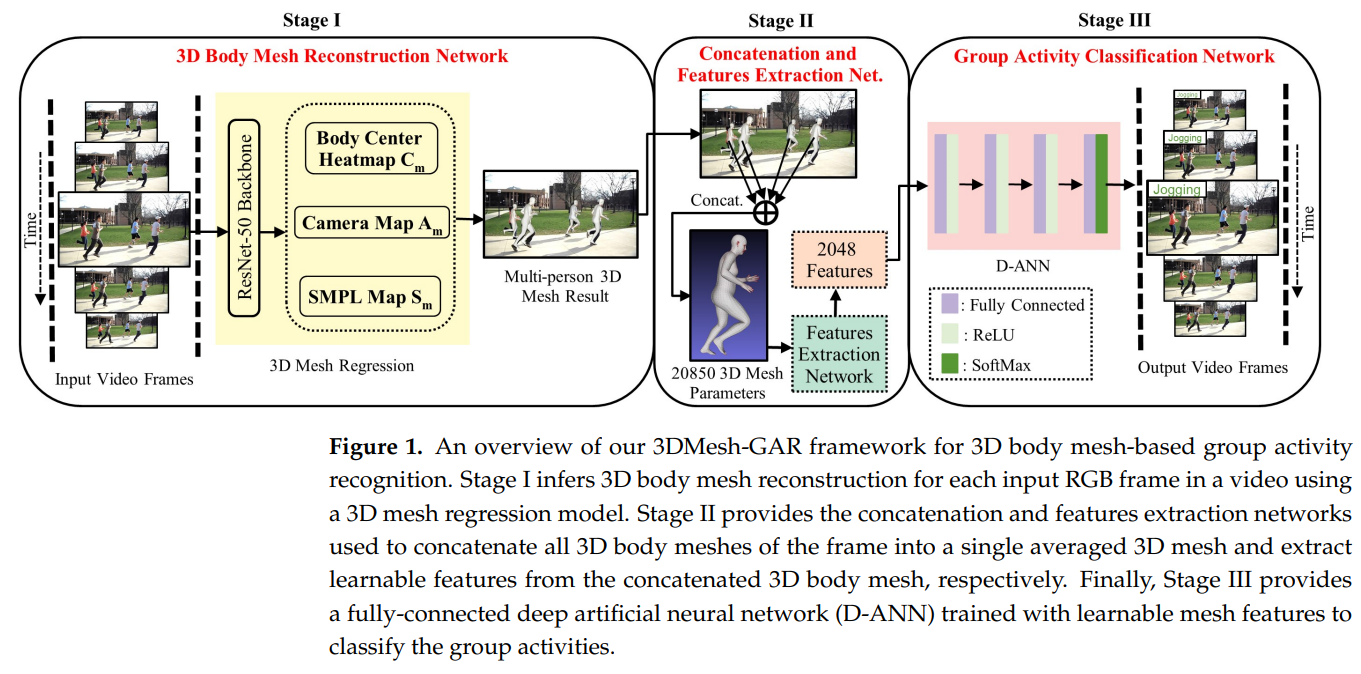 Stage I
3D Body Mesh Reconstruction Network
Time
Input Video Frames
ResNet-50 Backbone
Body Center
Heatmap Cm
Camera Map Am
SMPL Map Sm
3D Mesh Regression
Multi-person 3D
Mesh Result
Stage II
Concatenation and
Features Extraction Net.
Concat.
20850 3D Mesh
Parameters
2048
Features
Features
Extraction
Network
Stage III
Group Activity Classification Network
D-ANN
: Fully Connected
: ReLU
: SoftMax
Jogging
Jogging
Jogging
Time
Output Video Frames
Figure 1. An overview of our 3DMesh-GAR framework for 3D body mesh-based group activity
recognition. Stage I infers 3D body mesh reconstruction for each input RGB frame in a video using
a 3D mesh regression model. Stage II provides the concatenation and features extraction networks
used to concatenate all 3D body meshes of the frame into a single averaged 3D mesh and extract
learnable features from the concatenated 3D body mesh, respectively. Finally, Stage III provides
a fully-connected deep artificial neural network (D-ANN) trained with learnable mesh features to
classify the group activities.